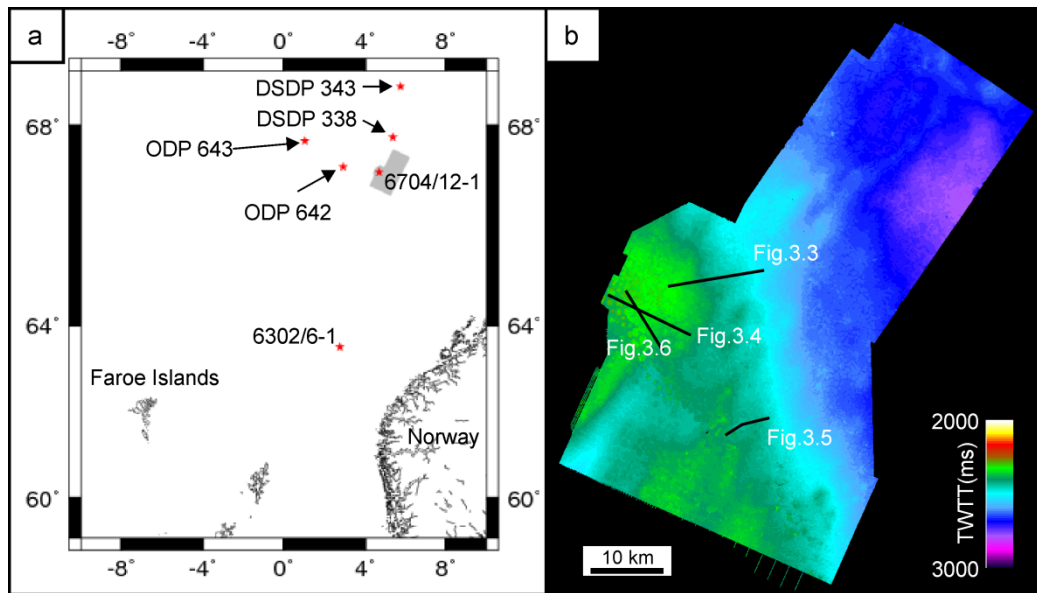 a
-8° -4° 0° 4° 8°
DSDP 343
68° 68°
DSDP 338
ODP 643
6704/12-1
ODP 642
64° 64°
6302/6-1
Faroe Islands
Norway
60° 60°
-8° -4° 0° 4° 8°
b
Fig.3.3
Fig.3.4
Fig.3.6
Fig.3.5
2000
TWTT(ms)
3000
10 km